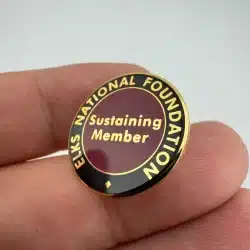 ELKS NATIONAL FOUNDATION
Sustaining
Member